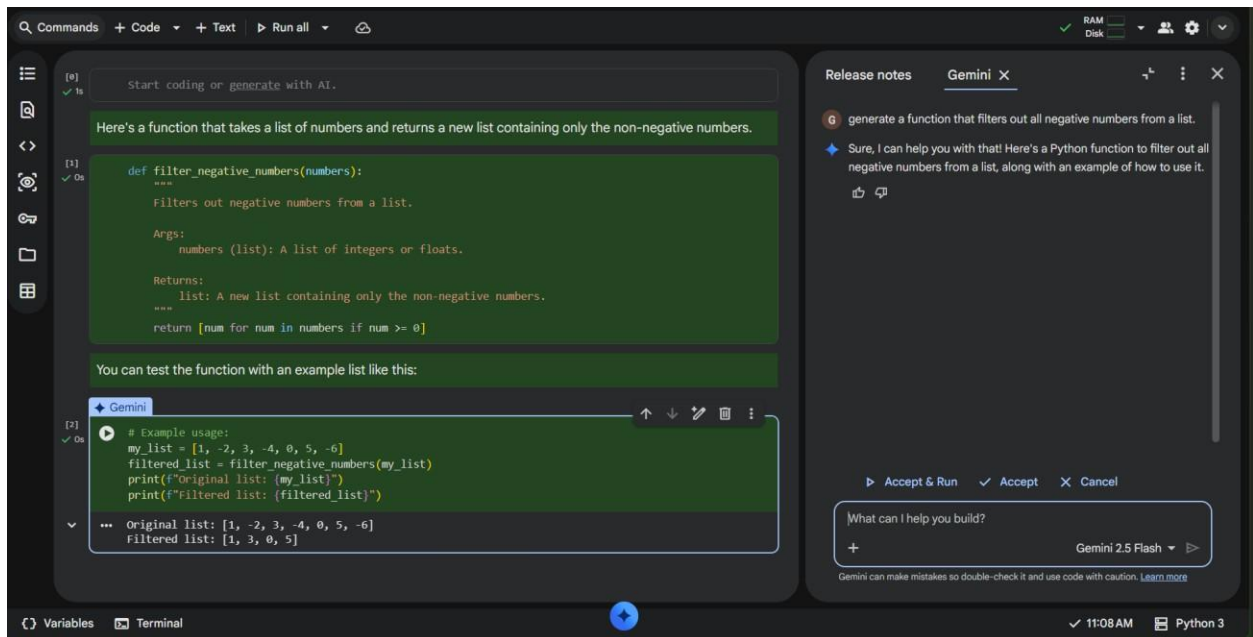 Commands + Code + Text Run all
RAM
Disk
[0]
1s
Start coding or generate with AI.
Here's a function that takes a list of numbers and returns a new list containing only the non-negative numbers.
[1]
0s
def filter_negative_numbers(numbers):
"""
Filters out negative numbers from a list.
Args:
numbers (list): A list of integers or floats.
Returns:
list: A new list containing only the non-negative numbers.
"""
return [num for num in numbers if num >= 0]
You can test the function with an example list like this:
Gemini
[2]
0s
# Example usage:
my_list = [1, -2, 3, -4, 0, 5, -6]
filtered_list = filter_negative_numbers(my_list)
print(f"Original list: {my_list}")
print(f"Filtered list: {filtered_list}")
Original list: [1, -2, 3, -4, 0, 5, -6]
Filtered list: [1, 3, 0, 5]
Release notes Gemini
G generate a function that filters out all negative numbers from a list.
Sure, I can help you with that! Here's a Python function to filter out all
negative numbers from a list, along with an example of how to use it.
Accept & Run Accept Cancel
What can I help you build?
+ Gemini 2.5 Flash
Gemini can make mistakes so double-check it and use code with caution. Learn more
{} Variables Terminal
11:08 AM Python 3